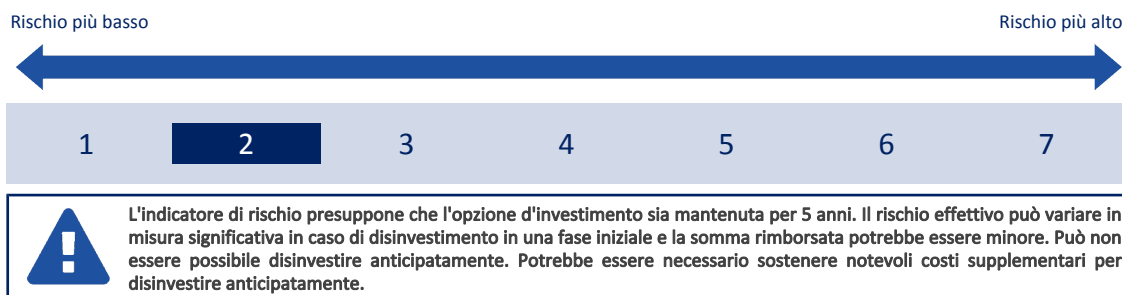 Rischio più basso Rischio più alto
1 2 3 4 5 6 7
L'indicatore di rischio presuppone che l'opzione d'investimento sia mantenuta per 5 anni. Il rischio effettivo può variare in
misura significativa in caso di disinvestimento in una fase iniziale e la somma rimborsata potrebbe essere minore. Può non
essere possibile disinvestire anticipatamente. Potrebbe essere necessario sostenere notevoli costi supplementari per
disinvestire anticipatamente.